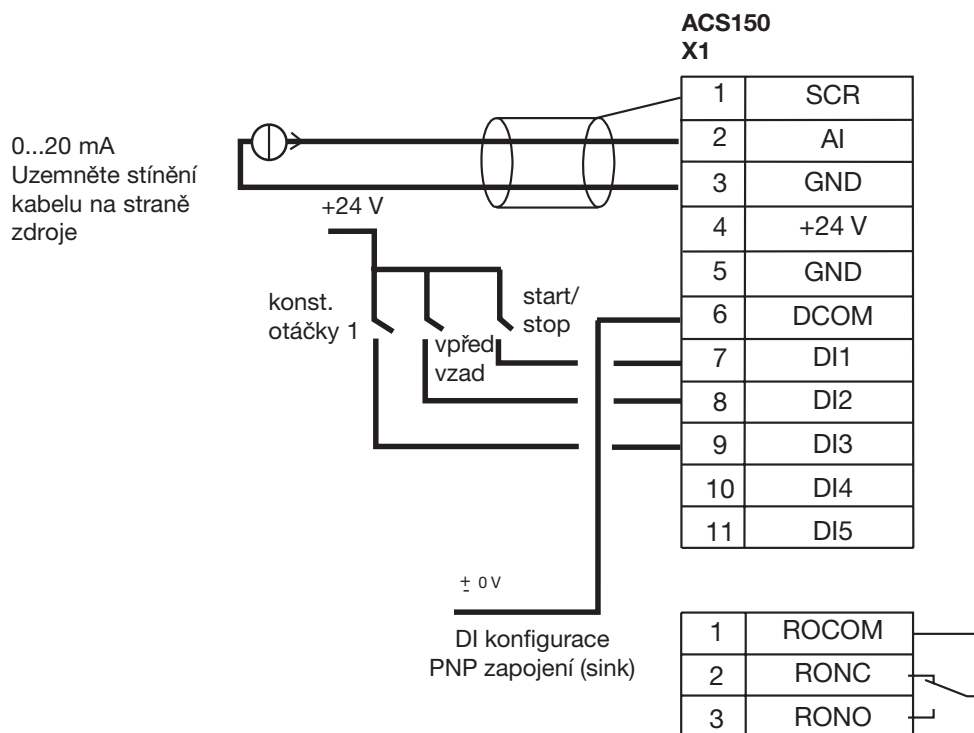 ACS150
X1
1 SCR
2 AI
3 GND
4 +24 V
5 GND
6 DCOM
7 DI1
8 DI2
9 DI3
10 DI4
11 DI5
0...20 mA
Uzemněte stínění
kabelu na straně
zdroje
+24 V
konst.
otáčky 1
vpřed
vzad
start/
stop
± 0 V
DI konfigurace
PNP zapojení (sink)
1 ROCOM
2 RONC
3 RONO